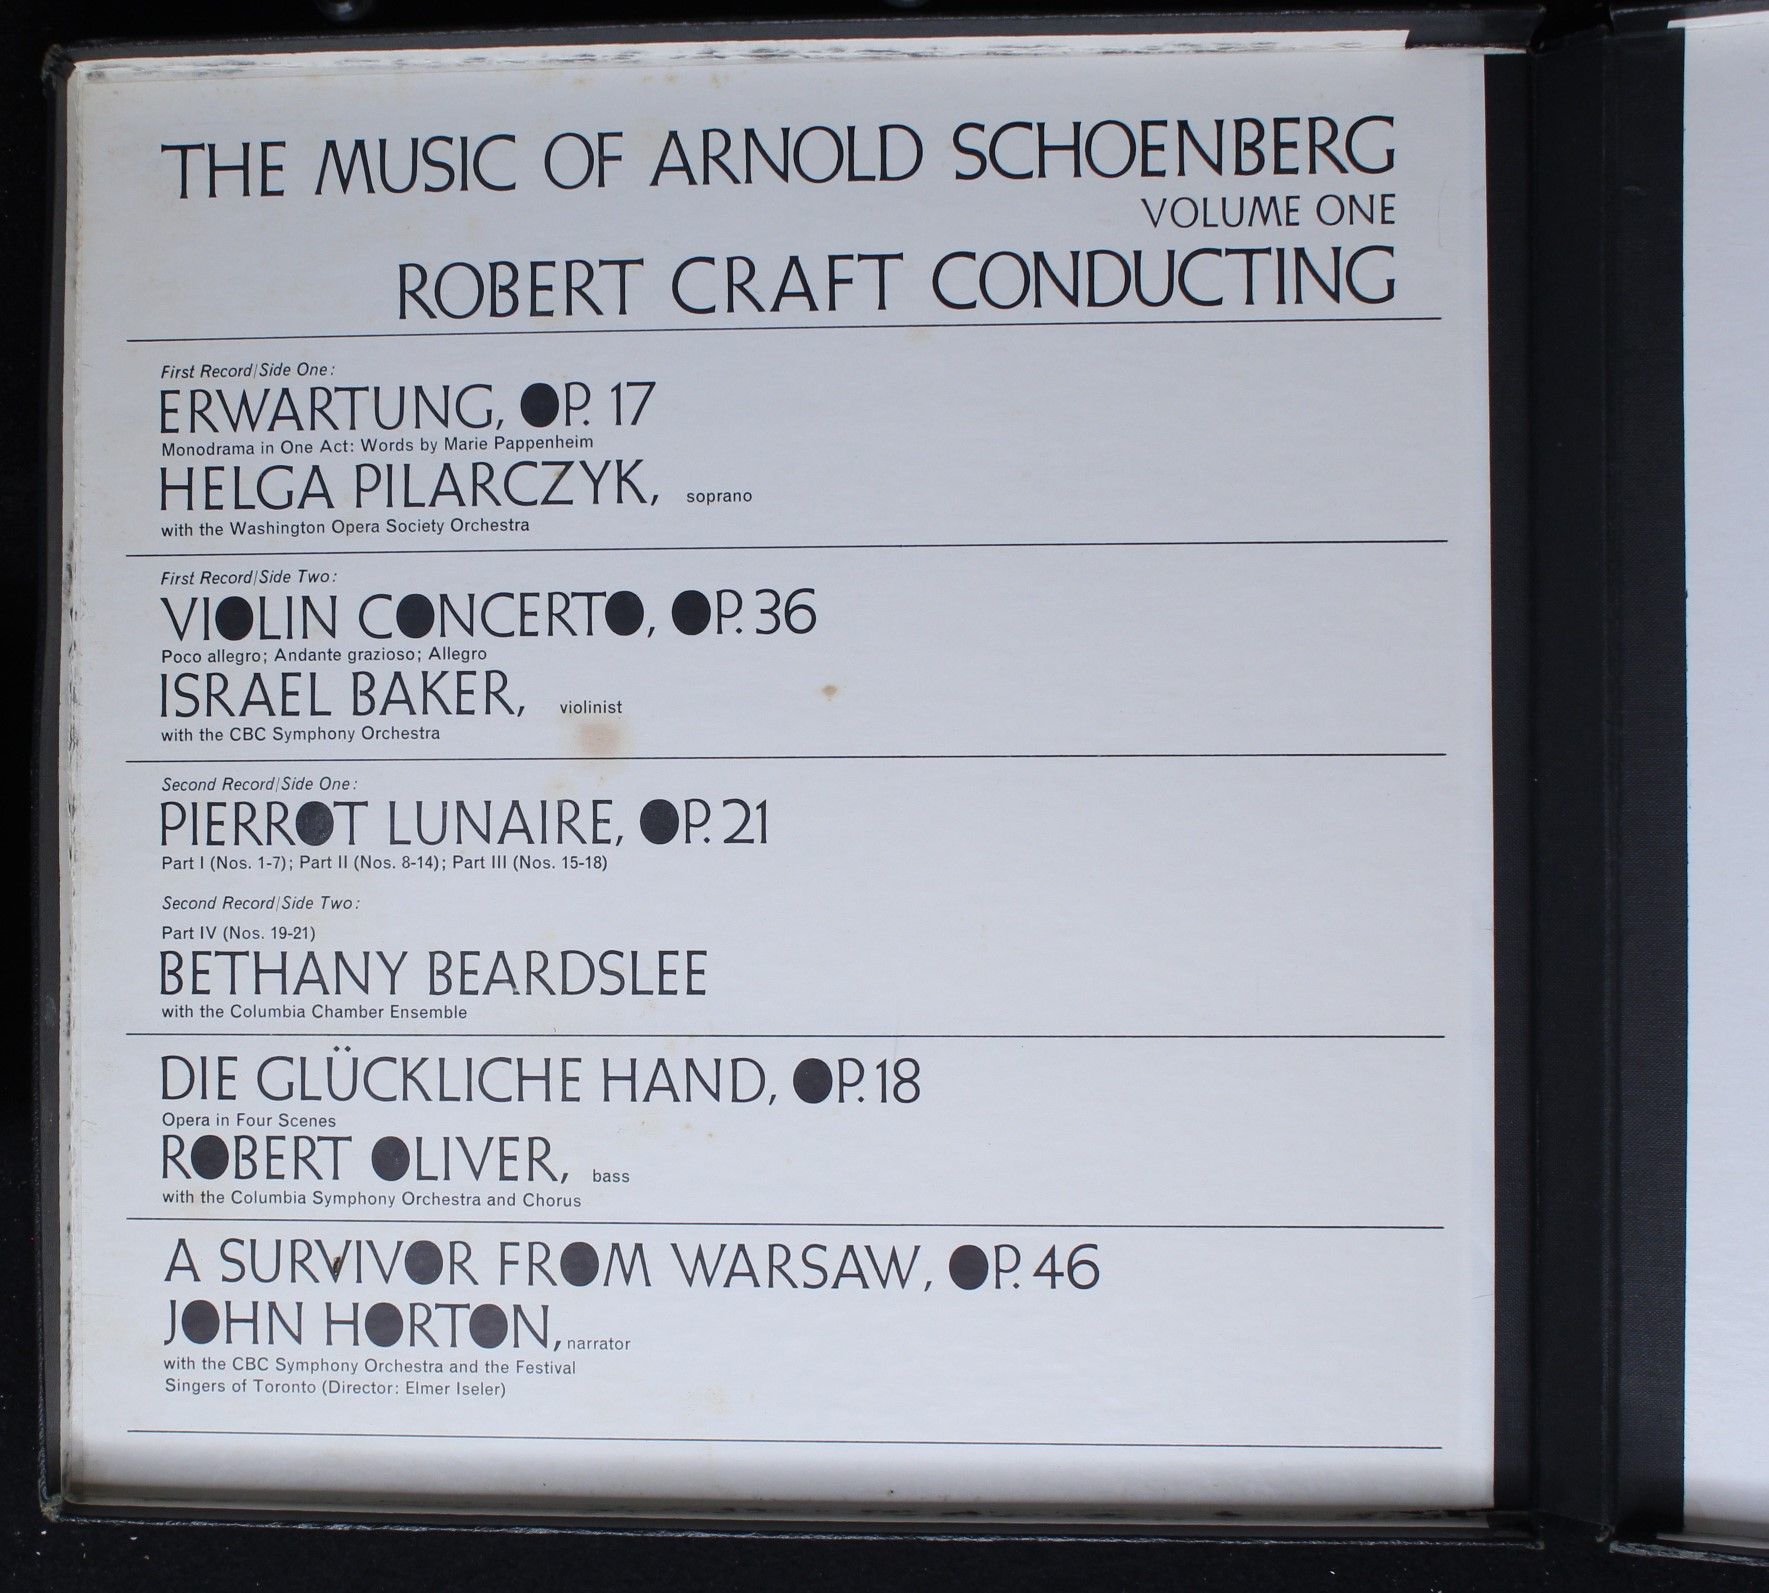 THE MUSIC OF ARNOLD SCHOENBERG
VOLUME ONE
ROBERT CRAFT CONDUCTING
First Record/Side One:
ERWARTUNG, OP. 17
Monodrama in One Act: Words by Marie Pappenheim
HELGA PILARCZYK, soprano
with the Washington Opera Society Orchestra
First Record/Side Two:
VIOLIN CONCERTO, OP. 36
Poco allegro; Andante grazioso; Allegro
ISRAEL BAKER, violinist
with the CBC Symphony Orchestra
Second Record/Side One:
PIERROT LUNAIRE, OP. 21
Part I (Nos. 1-7); Part II (Nos. 8-14); Part III (Nos. 15-18)
Second Record/Side Two:
Part IV (Nos. 19-21)
BETHANY BEARDSLEE
with the Columbia Chamber Ensemble
DIE GLÜCKLICHE HAND, OP. 18
Opera in Four Scenes
ROBERT OLIVER, bass
with the Columbia Symphony Orchestra and Chorus
A SURVIVOR FROM WARSAW, OP. 46
JOHN HORTON, narrator
with the CBC Symphony Orchestra and the Festival
Singers of Toronto (Director: Elmer Iseler)